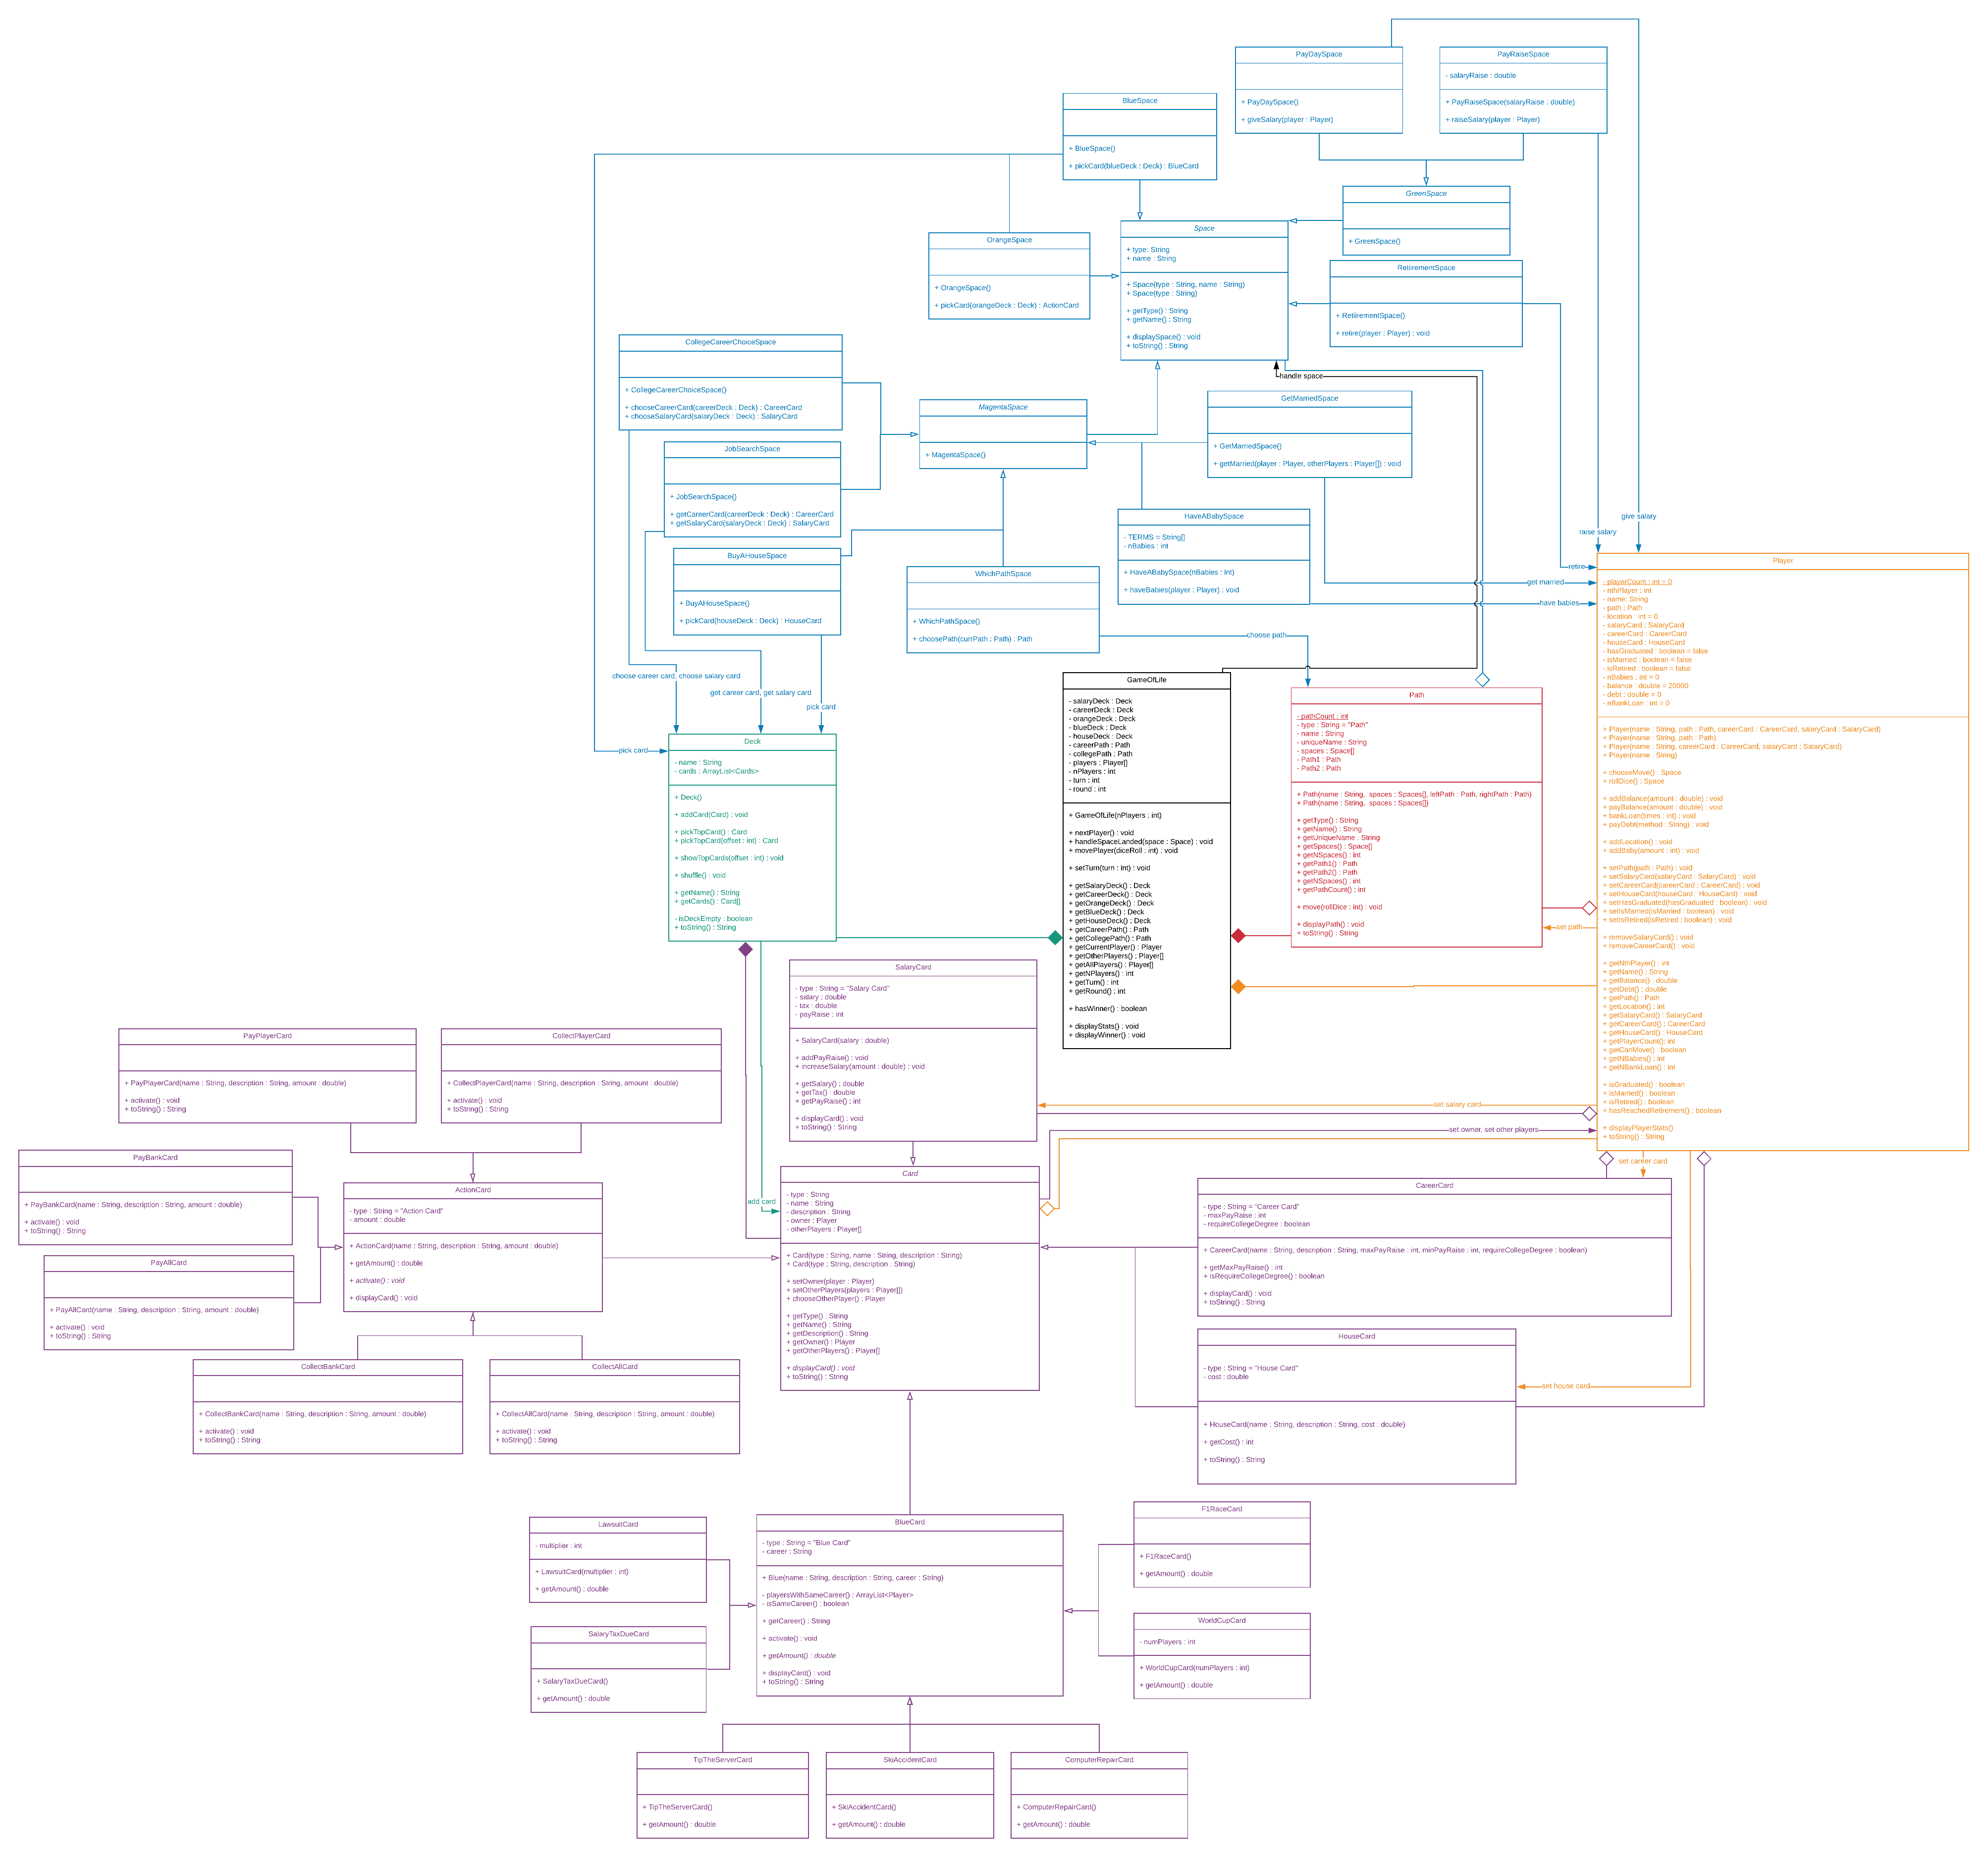 PayDaySpace
+ PayDaySpace()
+ giveSalary(player : Player)
PayRaiseSpace
- salaryRaise : double
+ PayRaiseSpace(salaryRaise : double)
+ raiseSalary(player : Player)
BlueSpace
+ BlueSpace()
+ pickCard(blueDeck : Deck) : BlueCard
GreenSpace
+ GreenSpace()
OrangeSpace
+ OrangeSpace()
+ pickCard(orangeDeck : Deck) : ActionCard
Space
+ type: String
+ name : String
+ Space(type : String, name : String)
+ Space(type : String)
+ getType() : String
+ getName() : String
+ displaySpace() : void
+ toString() : String
RetiirementSpace
+ RetiirementSpace()
+ retire(player : Player) : void
CollegeCareerChoiceSpace
+ CollegeCareerChoiceSpace()
+ chooseCareerCard(careerDeck : Deck) : CareerCard
+ chooseSalaryCard(salaryDeck : Deck) : SalaryCard
handle space
MagentaSpace
+ MagentaSpace()
GetMarriedSpace
+ GetMarriedSpace()
+ getMarried(player : Player, otherPlayers : Player[]) : void
JobSearchSpace
+ JobSearchSpace()
+ getCareerCard(careerDeck : Deck) : CareerCard
+ getSalaryCard(salaryDeck : Deck) : SalaryCard
HaveABabySpace
- TERMS = String[]
- nBabies : int
+ HaveABabySpace(nBabies : int)
+ haveBabies(player : Player) : void
give salary
raise salary
retire
get married
have babies
BuyAHouseSpace
+ BuyAHouseSpace()
+ pickCard(houseDeck : Deck) : HouseCard
WhichPathSpace
+ WhichPathSpace()
+ choosePath(currPath : Path) : Path
choose path
choose career card, choose salary card
get career card, get salary card
pick card
pick card
Player
- playerCount : int = 0
- nthPlayer : int
- name: String
- path : Path
- location : int = 0
- salaryCard : SalaryCard
- careerCard : CareerCard
- houseCard : HouseCard
- hasGraduated : boolean = false
- isMarried : boolean = false
- isRetired : boolean = false
- nBabies : int = 0
- balance : double = 20000
- debt : double = 0
- nBankLoan : int = 0
+ Player(name : String, path : Path, careerCard : CareerCard, salaryCard : SalaryCard)
+ Player(name : String, path : Path)
+ Player(name : String, careerCard : CareerCard, salaryCard : SalaryCard)
+ Player(name : String)
+ chooseMove() : Space
+ rollDice() : Space
+ addBalance(amount : double) : void
+ payBalance(amount : double) : void
+ bankLoan(times : int) : void
+ payDebt(method : String) : void
+ addLocation() : void
+ addBaby(amount : int) : void
+ setPath(path : Path) : void
+ setSalaryCard(salaryCard : SalaryCard) : void
+ setCareerCard(careerCard : CareerCard) : void
+ setHouseCard(houseCard : HouseCard) : void
+ setHasGraduated(hasGraduated : boolean) : void
+ setIsMarried(isMarried : boolean) : void
+ setIsRetired(isRetired : boolean) : void
+ removeSalaryCard() : void
+ removeCareerCard() : void
+ getNthPlayer() : int
+ getName() : String
+ getBalance() : double
+ getDebt() : double
+ getPath() : Path
+ getLocation() : int
+ getSalaryCard() : SalaryCard
+ getCareerCard() : CareerCard
+ getHouseCard() : HouseCard
+ getPlayerCount(): int
+ getCanMove() : boolean
+ getNBabies() : int
+ getNBankLoan() : int
+ isGraduated() : boolean
+ isMarried() : boolean
+ isRetired() : boolean
+ hasReachedRetirement() : boolean
+ displayPlayerStats()
+ toString() : String
GameOfLife
- salaryDeck : Deck
- careerDeck : Deck
- orangeDeck : Deck
- blueDeck : Deck
- houseDeck : Deck
- careerPath : Path
- collegePath : Path
- players : Player[]
- nPlayers : int
- turn : int
- round : int
+ GameOfLife(nPlayers : int)
+ nextPlayer() : void
+ handleSpaceLanded(space : Space) : void
+ movePlayer(diceRoll : int) : void
+ setTurn(turn : int) : void
+ getSalaryDeck() : Deck
+ getCareerDeck() : Deck
+ getOrangeDeck() : Deck
+ getBlueDeck() : Deck
+ getHouseDeck() : Deck
+ getCareerPath() : Path
+ getCollegePath() : Path
+ getCurrentPlayer() : Player
+ getOtherPlayers() : Player[]
+ getAllPlayers() : Player[]
+ getNPlayers() : int
+ getTurn() : int
+ getRound() : int
+ hasWinner() : boolean
+ displayStats() : void
+ displayWinner() : void
Path
- pathCount : int
- type : String = "Path"
- name : String
- uniqueName : String
- spaces : Space[]
- Path1 : Path
- Path2 : Path
+ Path(name : String,  spaces : Spaces[], leftPath : Path, rightPath : Path)
+ Path(name : String,  spaces : Spaces[])
+ getType() : String
+ getName() : String
+ getUniqueName : String
+ getSpaces() : Space[]
+ getNSpaces() : int
+ getPath1() : Path
+ getPath2() : Path
+ getNSpaces() : int
+ getPathCount() : int
+ move(rollDice : int) : void
+ displayPath() : void
+ toString() : String
set path
Deck
- name : String
- cards : ArrayList<Cards>
+ Deck()
+ addCard(Card) : void
+ pickTopCard() : Card
+ pickTopCard(offset : int) : Card
+ showTopCards(offset : int) : void
+ shuffle() : void
+ getName() : String
+ getCards() : Card[]
- isDeckEmpty : boolean
+ toString() : String
SalaryCard
- type : String = "Salary Card"
- salary : double
- tax : double
- payRaise : int
+ SalaryCard(salary : double)
+ addPayRaise() : void
+ increaseSalary(amount : double) : void
+ getSalary() : double
+ getTax() : double
+ getPayRaise() : int
+ displayCard() : void
+ toString() : String
set salary card
set owner, set other players
set career card
PayPlayerCard
+ PayPlayerCard(name : String, description : String, amount : double)
+ activate() : void
+ toString() : String
CollectPlayerCard
+ CollectPlayerCard(name : String, description : String, amount : double)
+ activate() : void
+ toString() : String
PayBankCard
+ PayBankCard(name : String, description : String, amount : double)
+ activate() : void
+ toString() : String
ActionCard
- type : String = "Action Card"
- amount : double
+ ActionCard(name : String, description : String, amount : double)
+ getAmount() : double
+ activate() : void
+ displayCard() : void
add card
Card
- type : String
- name : String
- description : String
- owner : Player
- otherPlayers : Player[]
+ Card(type : String, name : String, description : String)
+ Card(type : String, description : String)
+ setOwner(player : Player)
+ setOtherPlayers(players : Player[])
+ chooseOtherPlayer() : Player
+ getType() : String
+ getName() : String
+ getDescription() : String
+ getOwner() : Player
+ getOtherPlayers() : Player[]
+ displayCard() : void
+ toString() : String
CareerCard
- type : String = "Career Card"
- maxPayRaise : int
- requireCollegeDegree : boolean
+ CareerCard(name : String, description : String, maxPayRaise : int, minPayRaise : int, requireCollegeDegree : boolean)
+ getMaxPayRaise() : int
+ isRequireCollegeDegree() : boolean
+ displayCard() : void
+ toString() : String
PayAllCard
+ PayAllCard(name : String, description : String, amount : double)
+ activate() : void
+ toString() : String
HouseCard
- type : String = "House Card"
- cost : double
+ HouseCard(name : String, description : String, cost : double)
+ getCost() : int
+ toString() : String
set house card
CollectBankCard
+ CollectBankCard(name : String, description : String, amount : double)
+ activate() : void
+ toString() : String
CollectAllCard
+ CollectAllCard(name : String, description : String, amount : double)
+ activate() : void
+ toString() : String
LawsuitCard
- multiplier : int
+ LawsuitCard(multiplier : int)
+ getAmount() : double
BlueCard
- type : String = "Blue Card"
- career : String
+ Blue(name : String, description : String, career : String)
- playersWithSameCareer() : ArrayList<Player>
- isSameCareer() : boolean
+ getCareer() : String
+ activate() : void
+ getAmount() : double
+ displayCard() : void
+ toString() : String
F1RaceCard
+ F1RaceCard()
+ getAmount() : double
SalaryTaxDueCard
+ SalaryTaxDueCard()
+ getAmount() : double
WorldCupCard
- numPlayers : int
+ WorldCupCard(numPlayers : int)
+ getAmount() : double
TipTheServerCard
+ TipTheServerCard()
+ getAmount() : double
SkiAccidentCard
+ SkiAccidentCard()
+ getAmount() : double
ComputerRepairCard
+ ComputerRepairCard()
+ getAmount() : double